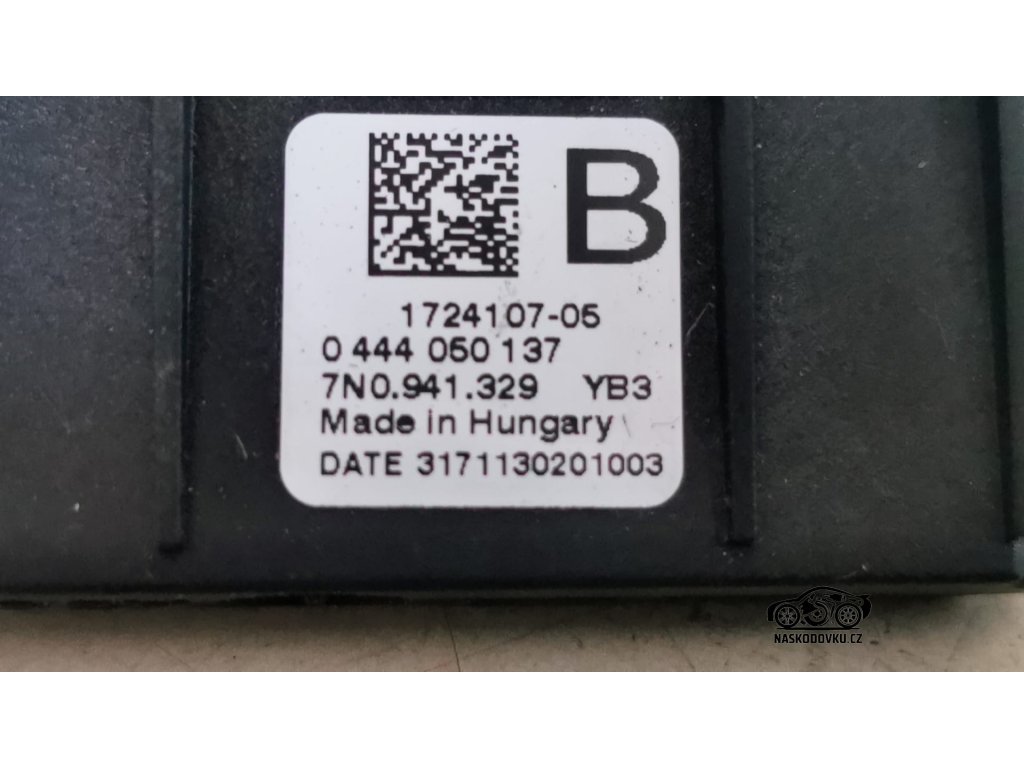 B
1724107-05
0 444 050 137
7N0.941.329 YB3
Made in Hungary
DATE 3171130201003
NASKODOVKU.CZ